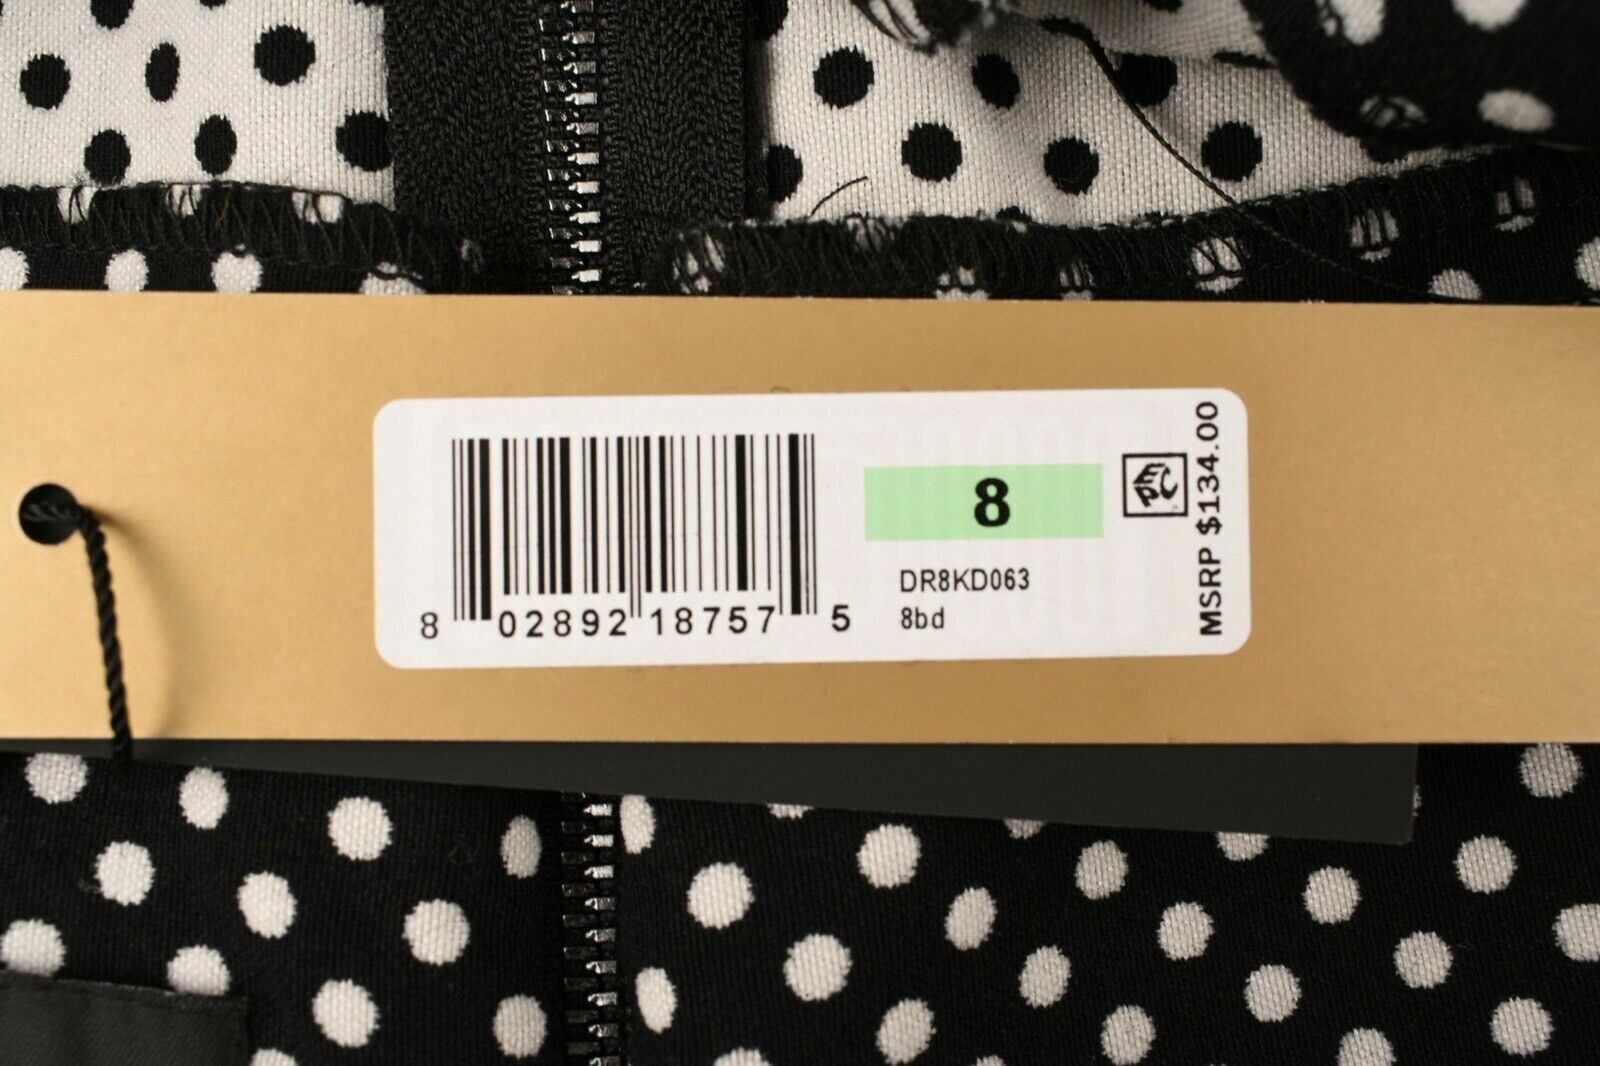 8
DR8KD063
8bd
8 02892 18757 5
EPC
MSRP $134.00